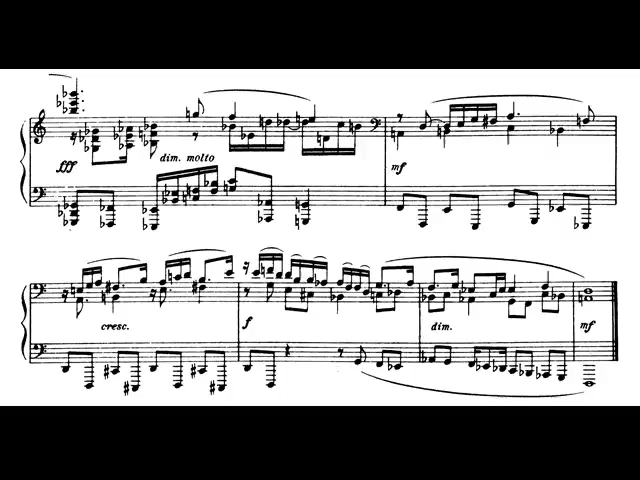 fff
dim. molto
mf
cresc.
f
dim.
mf